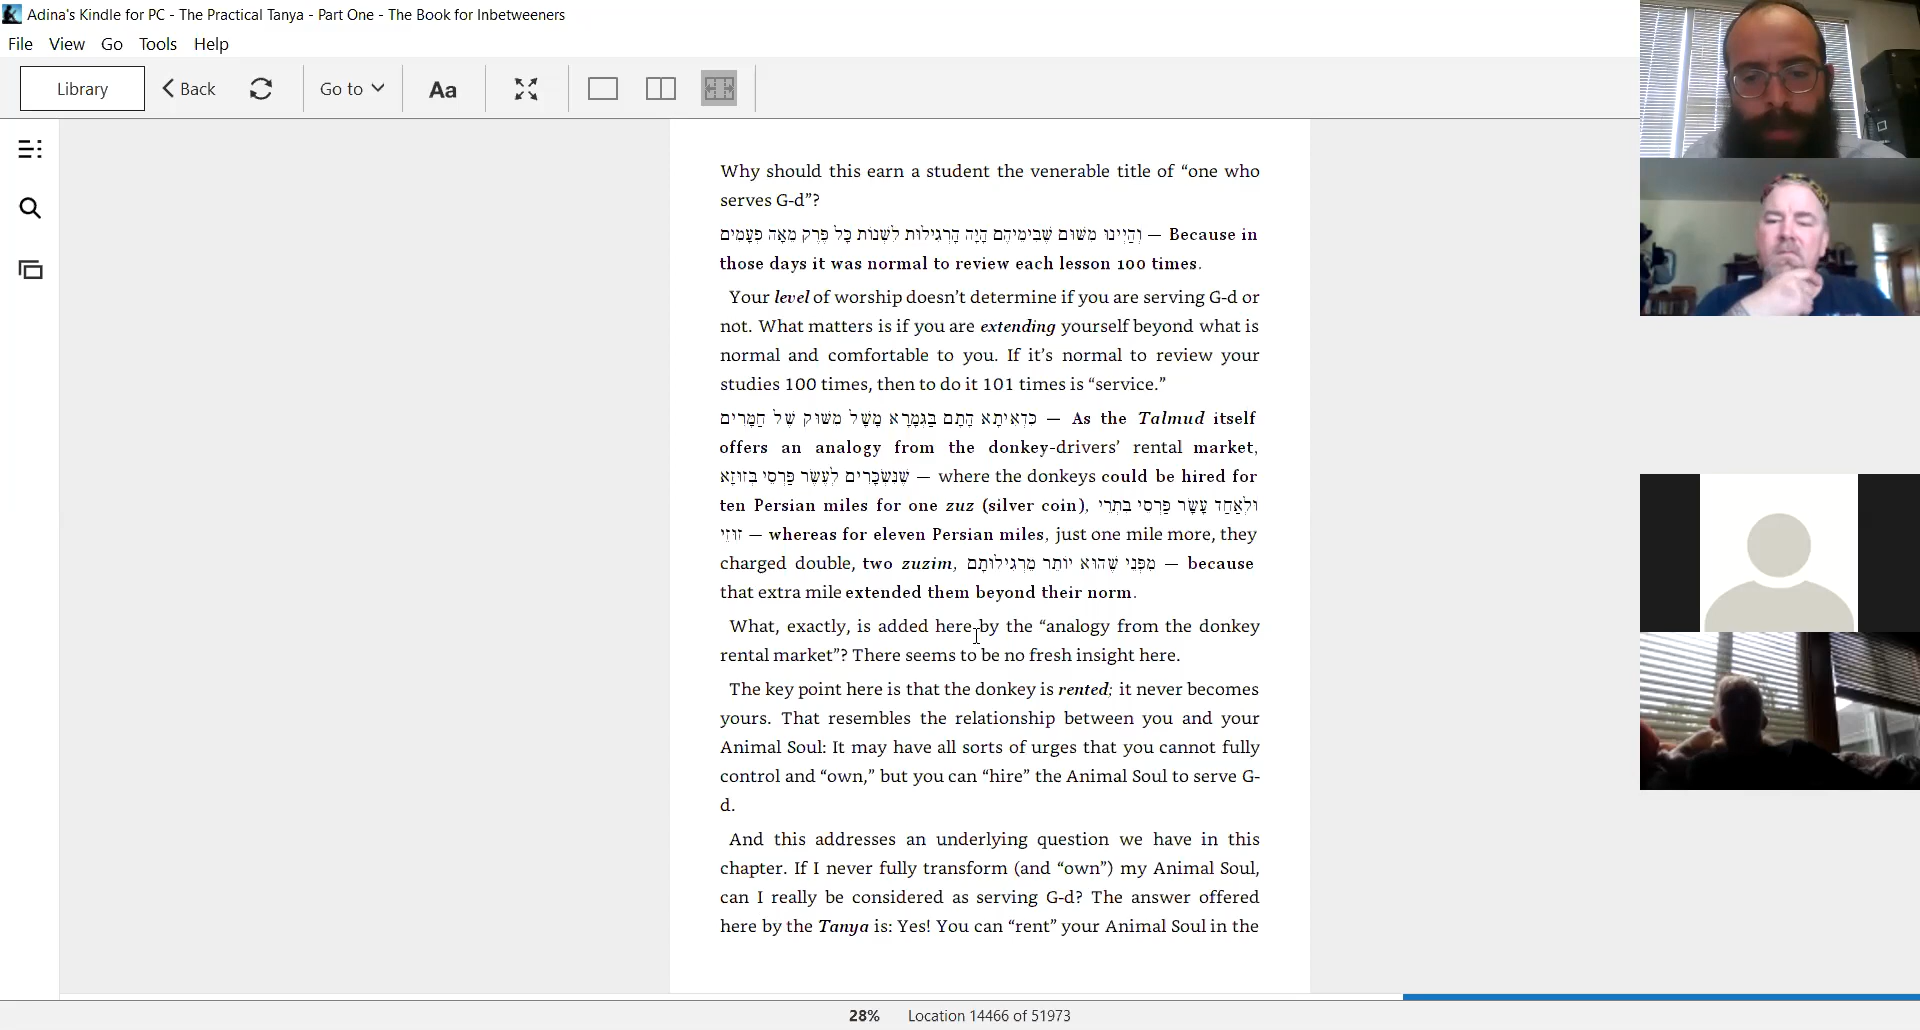 Adina's Kindle for PC - The Practical Tanya - Part One - The Book for Inbetweeners
File View Go Tools Help
Library Back Go to Aa
Why should this earn a student the venerable title of “one who
serves G-d”?
וְהַיְינוּ מִשּׁוּם שֶׁבִּימֵיהֶם הָיָה הָרְגִילוּת לִשְׁנוֹת כָּל פֶּרֶק מֵאָה פְעָמִים — Because in
those days it was normal to review each lesson 100 times.
Your level of worship doesn’t determine if you are serving G-d or
not. What matters is if you are extending yourself beyond what is
normal and comfortable to you. If it’s normal to review your
studies 100 times, then to do it 101 times is “service.”
כִּדְאִיתָא הָתָם בַּגְּמָרָא מָשָׁל מִשּׁוּק שֶׁל חַמָּרִים — As the Talmud itself
offers an analogy from the donkey-drivers’ rental market,
שֶׁנִּשְׂכָּרִים לְעֶשֶׂר פַּרְסֵי בְּזוּזָא — where the donkeys could be hired for
ten Persian miles for one zuz (silver coin), וּלְאַחַד עָשָׂר פַּרְסֵי בִּתְרֵי
זוּזֵי — whereas for eleven Persian miles, just one mile more, they
charged double, two zuzim, מִפְּנֵי שֶׁהוּא יוֹתֵר מֵרְגִילוּתָם — because
that extra mile extended them beyond their norm.
What, exactly, is added here by the “analogy from the donkey
rental market”? There seems to be no fresh insight here.
The key point here is that the donkey is rented; it never becomes
yours. That resembles the relationship between you and your
Animal Soul: It may have all sorts of urges that you cannot fully
control and “own,” but you can “hire” the Animal Soul to serve G-
d.
And this addresses an underlying question we have in this
chapter. If I never fully transform (and “own”) my Animal Soul,
can I really be considered as serving G-d? The answer offered
here by the Tanya is: Yes! You can “rent” your Animal Soul in the
28% Location 14466 of 51973